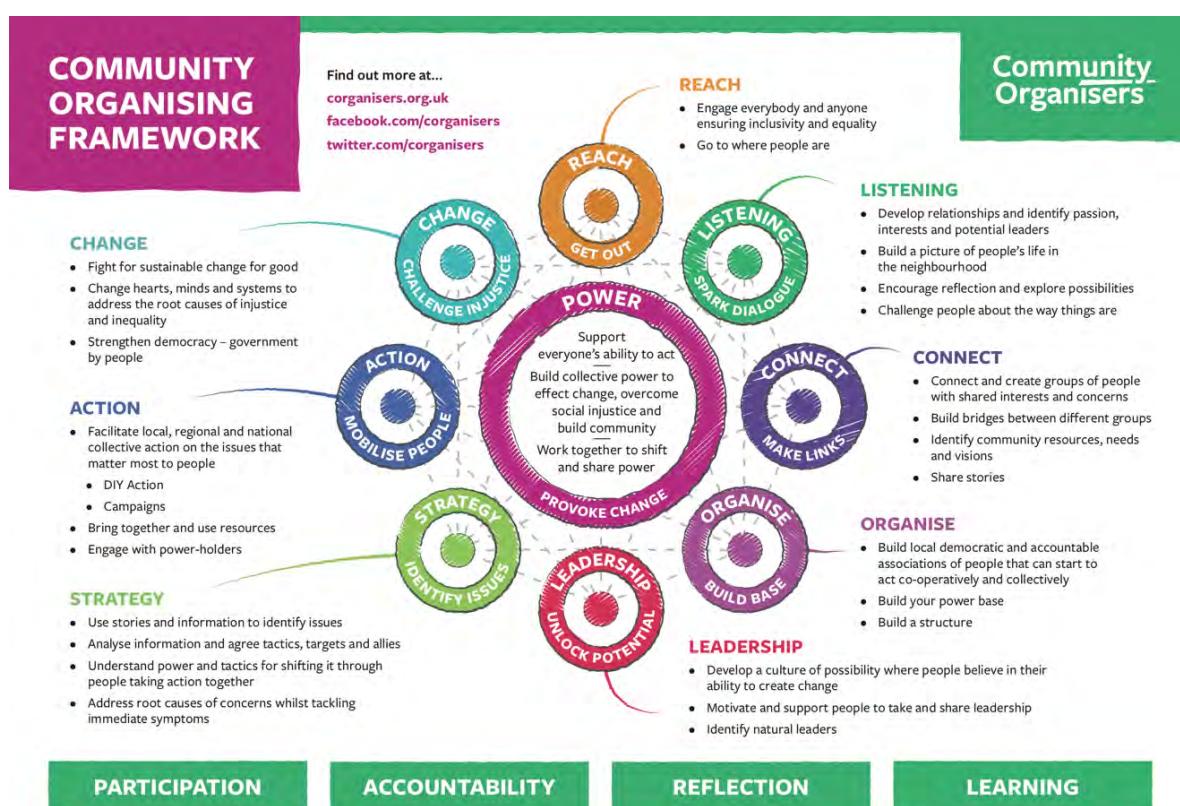 COMMUNITY
ORGANISING
FRAMEWORK
Find out more at...
corganisers.org.uk
facebook.com/corganisers
twitter.com/corganisers
Community
Organisers
REACH
• Engage everybody and anyone
ensuring inclusivity and equality
• Go to where people are
LISTENING
• Develop relationships and identify passion,
interests and potential leaders
• Build a picture of people's life in
the neighbourhood
• Encourage reflection and explore possibilities
• Challenge people about the way things are
CONNECT
• Connect and create groups of people
with shared interests and concerns
• Build bridges between different groups
• Identify community resources, needs
and visions
• Share stories
ORGANISE
• Build local democratic and accountable
associations of people that can start to
act co-operatively and collectively
• Build your power base
• Build a structure
LEADERSHIP
• Develop a culture of possibility where people believe in their
ability to create change
• Motivate and support people to take and share leadership
• Identify natural leaders
STRATEGY
• Use stories and information to identify issues
• Analyse information and agree tactics, targets and allies
• Understand power and tactics for shifting it through
people taking action together
• Address root causes of concerns whilst tackling
immediate symptoms
ACTION
• Facilitate local, regional and national
collective action on the issues that
matter most to people
• DIY Action
• Campaigns
• Bring together and use resources
• Engage with power-holders
CHANGE
• Fight for sustainable change for good
• Change hearts, minds and systems to
address the root causes of injustice
and inequality
• Strengthen democracy – government
by people
REACH
GET OUT
LISTENING
SPARK DIALOGUE
CONNECT
MAKE LINKS
ORGANISE
BUILD BASE
LEADERSHIP
UNLOCK POTENTIAL
STRATEGY
IDENTIFY ISSUES
ACTION
MOBILISE PEOPLE
CHANGE
CHALLENGE INJUSTICE
POWER
Support
everyone's ability to act
Build collective power to
effect change, overcome
social injustice and
build community
Work together to shift
and share power
PROVOKE CHANGE
PARTICIPATION
ACCOUNTABILITY
REFLECTION
LEARNING